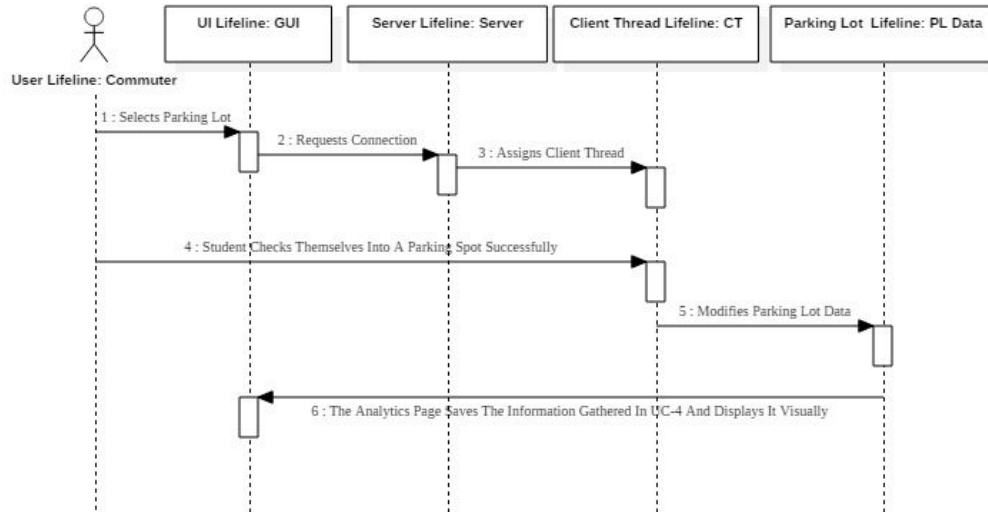 UI Lifeline: GUI
Server Lifeline: Server
Client Thread Lifeline: CT
Parking Lot Lifeline: PL Data
User Lifeline: Commuter
1 : Selects Parking Lot
2 : Requests Connection
3 : Assigns Client Thread
4 : Student Checks Themselves Into A Parking Spot Successfully
5 : Modifies Parking Lot Data
6 : The Analytics Page Saves The Information Gathered In UC-4 And Displays It Visually